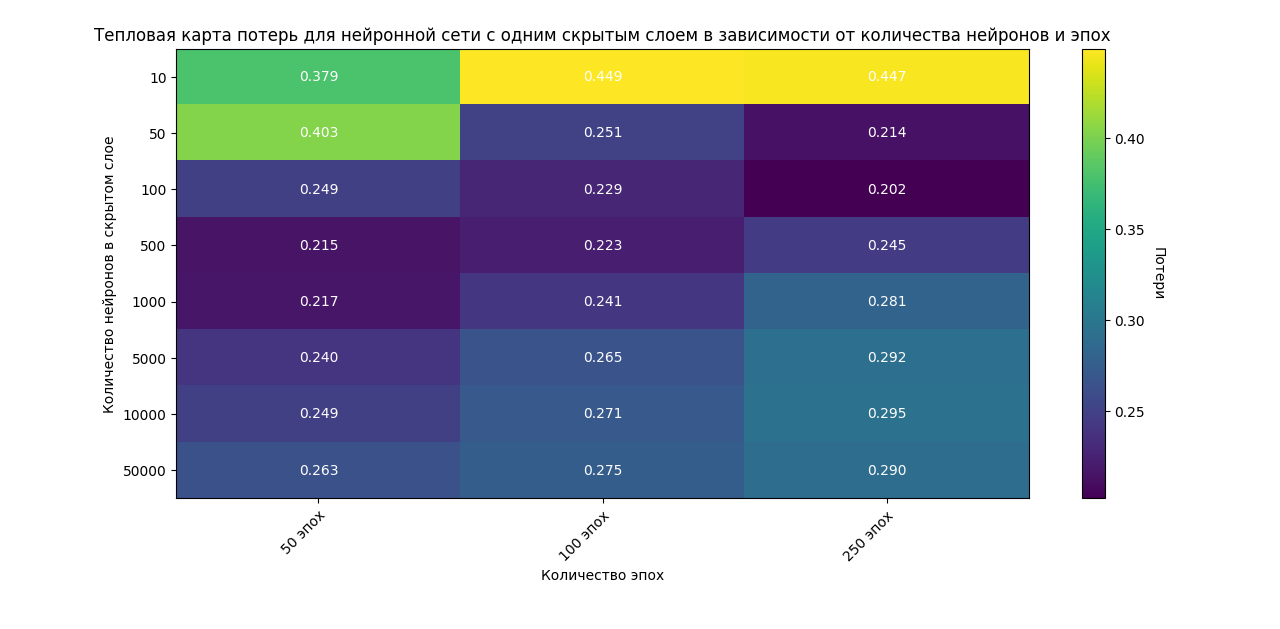 Тепловая карта потерь для нейронной сети с одним скрытым слоем в зависимости от количества нейронов и эпох
Количество нейронов в скрытом слое
10 0.379 0.449 0.447
50 0.403 0.251 0.214
100 0.249 0.229 0.202
500 0.215 0.223 0.245
1000 0.217 0.241 0.281
5000 0.240 0.265 0.292
10000 0.249 0.271 0.295
50000 0.263 0.275 0.290
50 эпох 100 эпох 250 эпох
Количество эпох
0.40
0.35
0.30
0.25
Потери